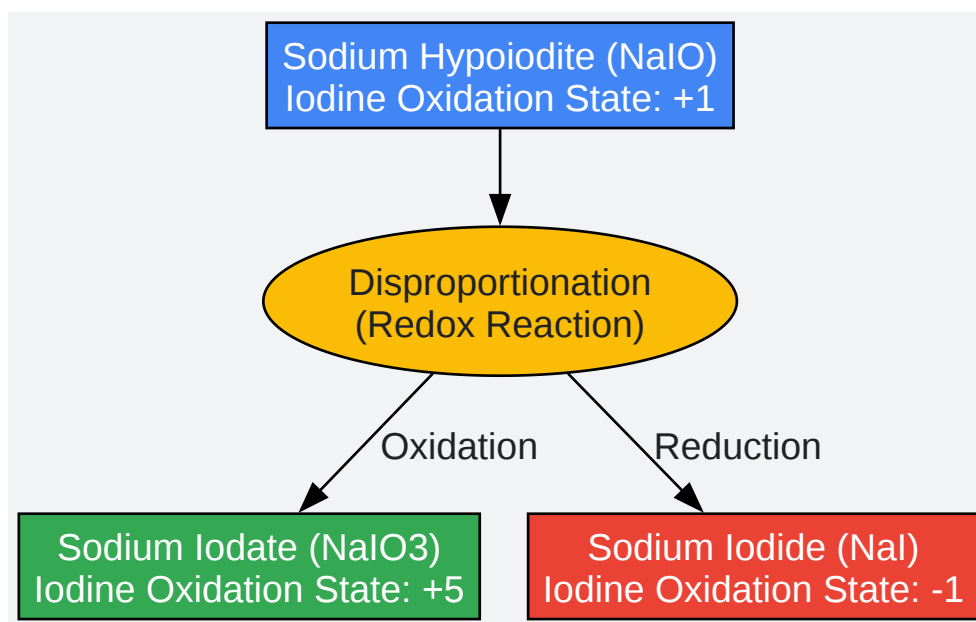 Sodium Hypoiodite (NaIO)
Iodine Oxidation State: +1
Disproportionation
(Redox Reaction)
Oxidation
Reduction
Sodium Iodate (NaIO3)
Iodine Oxidation State: +5
Sodium Iodide (NaI)
Iodine Oxidation State: -1